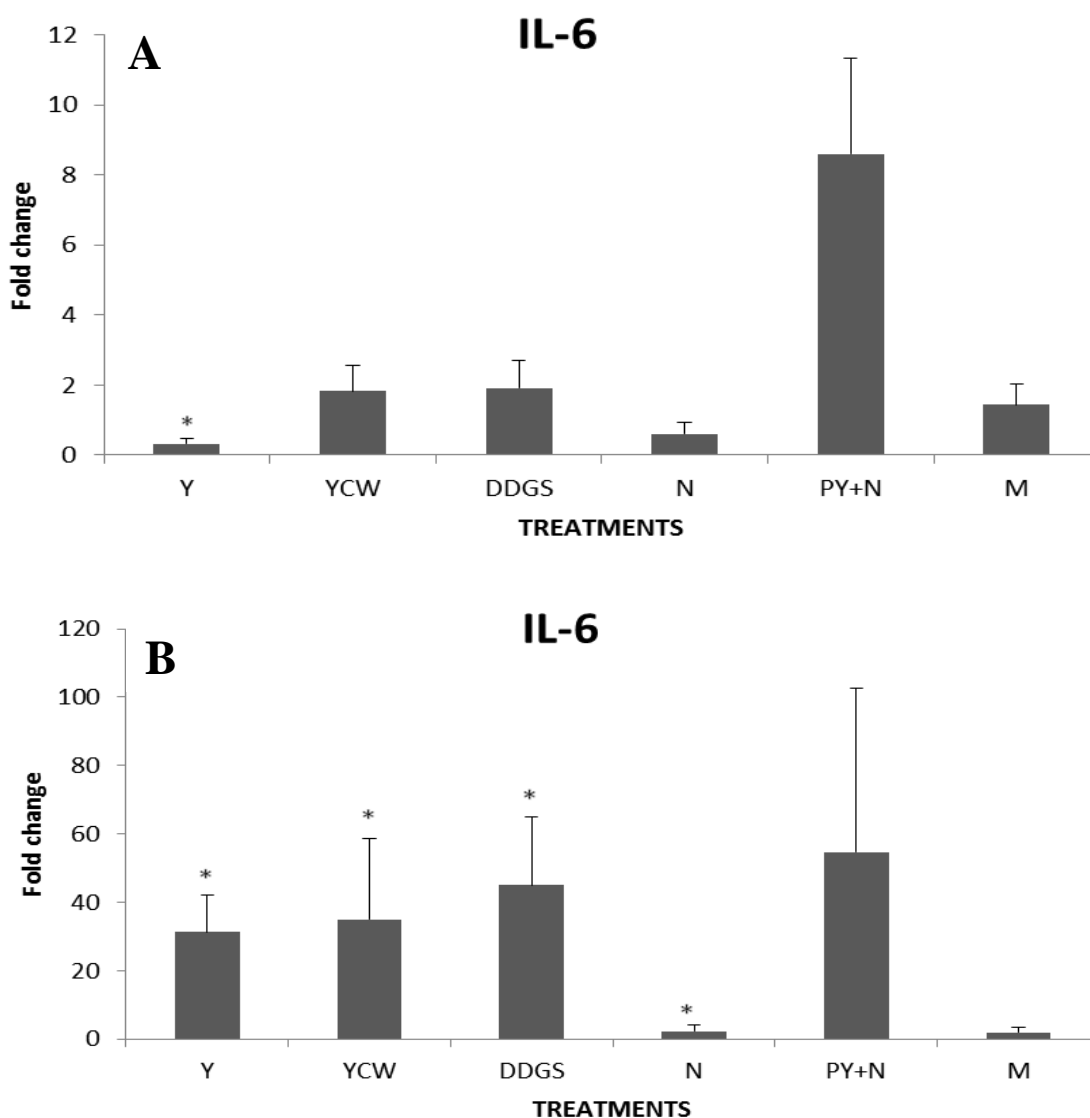 IL-6
A
12
10
8
6
4
2
0
Fold change
*
Y YCW DDGS N PY+N M
TREATMENTS
IL-6
B
120
100
80
60
40
20
0
Fold change
* * * *
Y YCW DDGS N PY+N M
TREATMENTS